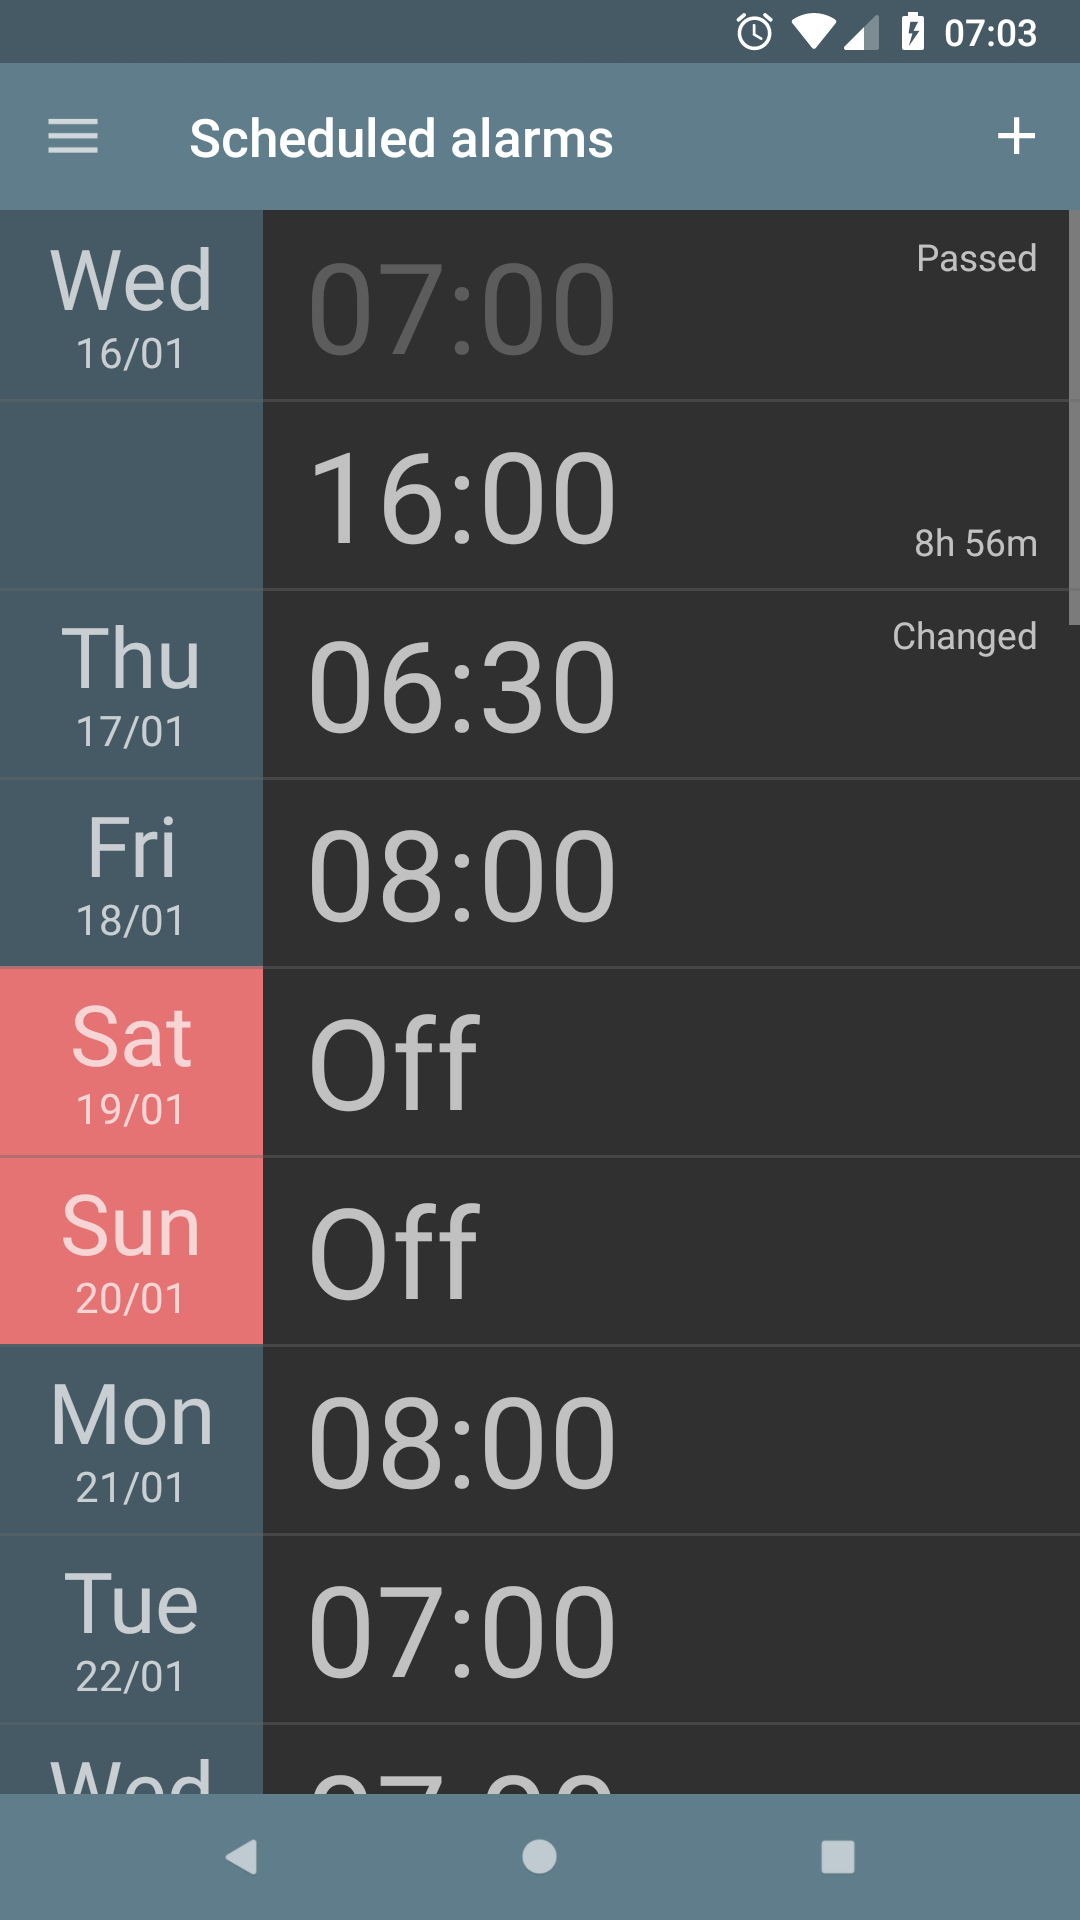 07:03
Scheduled alarms
Wed
16/01
07:00
Passed
16:00
8h 56m
Thu
17/01
06:30
Changed
Fri
18/01
08:00
Sat
19/01
Off
Sun
20/01
Off
Mon
21/01
08:00
Tue
22/01
07:00
Wed